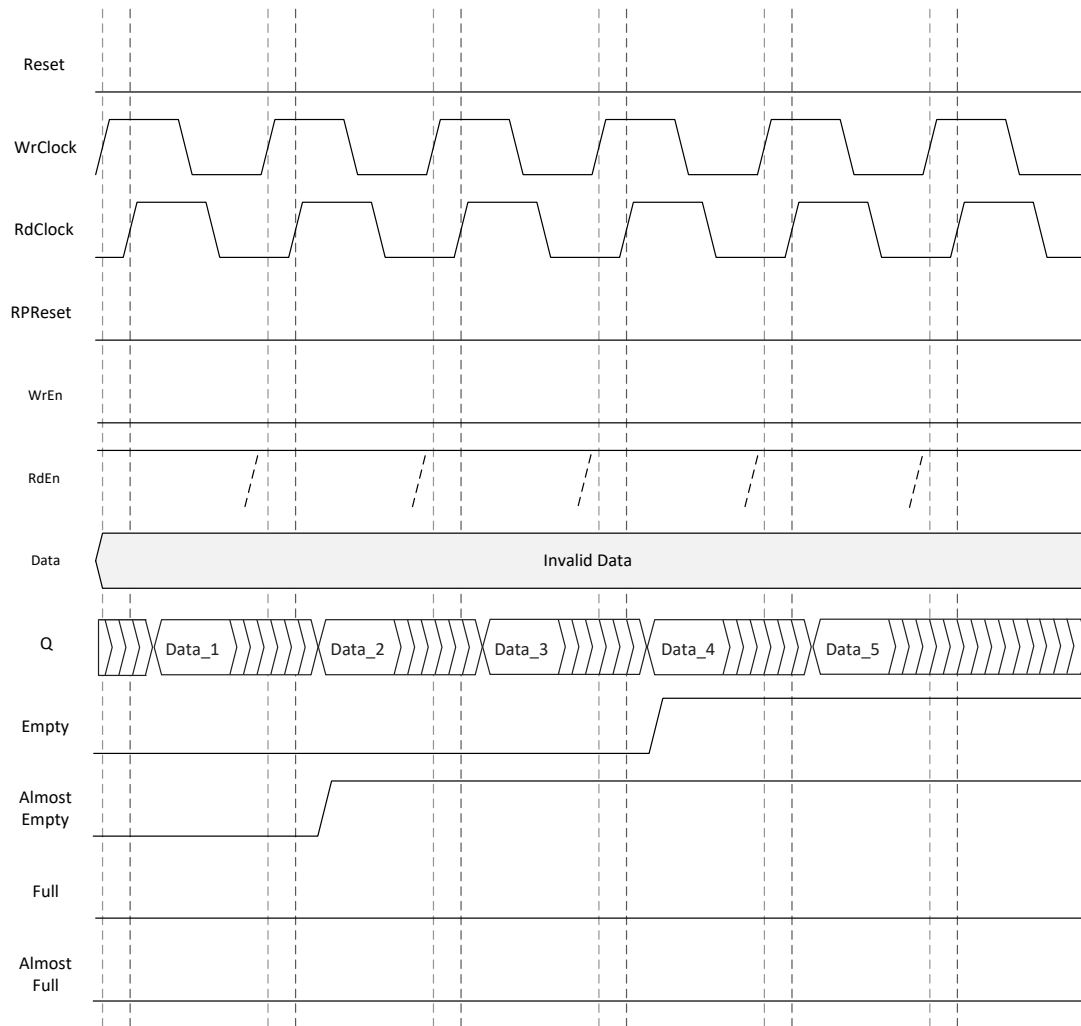 Reset
WrClock
RdClock
RPReset
WrEn
RdEn
Data
Invalid Data
Q
Data_1
Data_2
Data_3
Data_4
Data_5
Empty
Almost
Empty
Full
Almost
Full